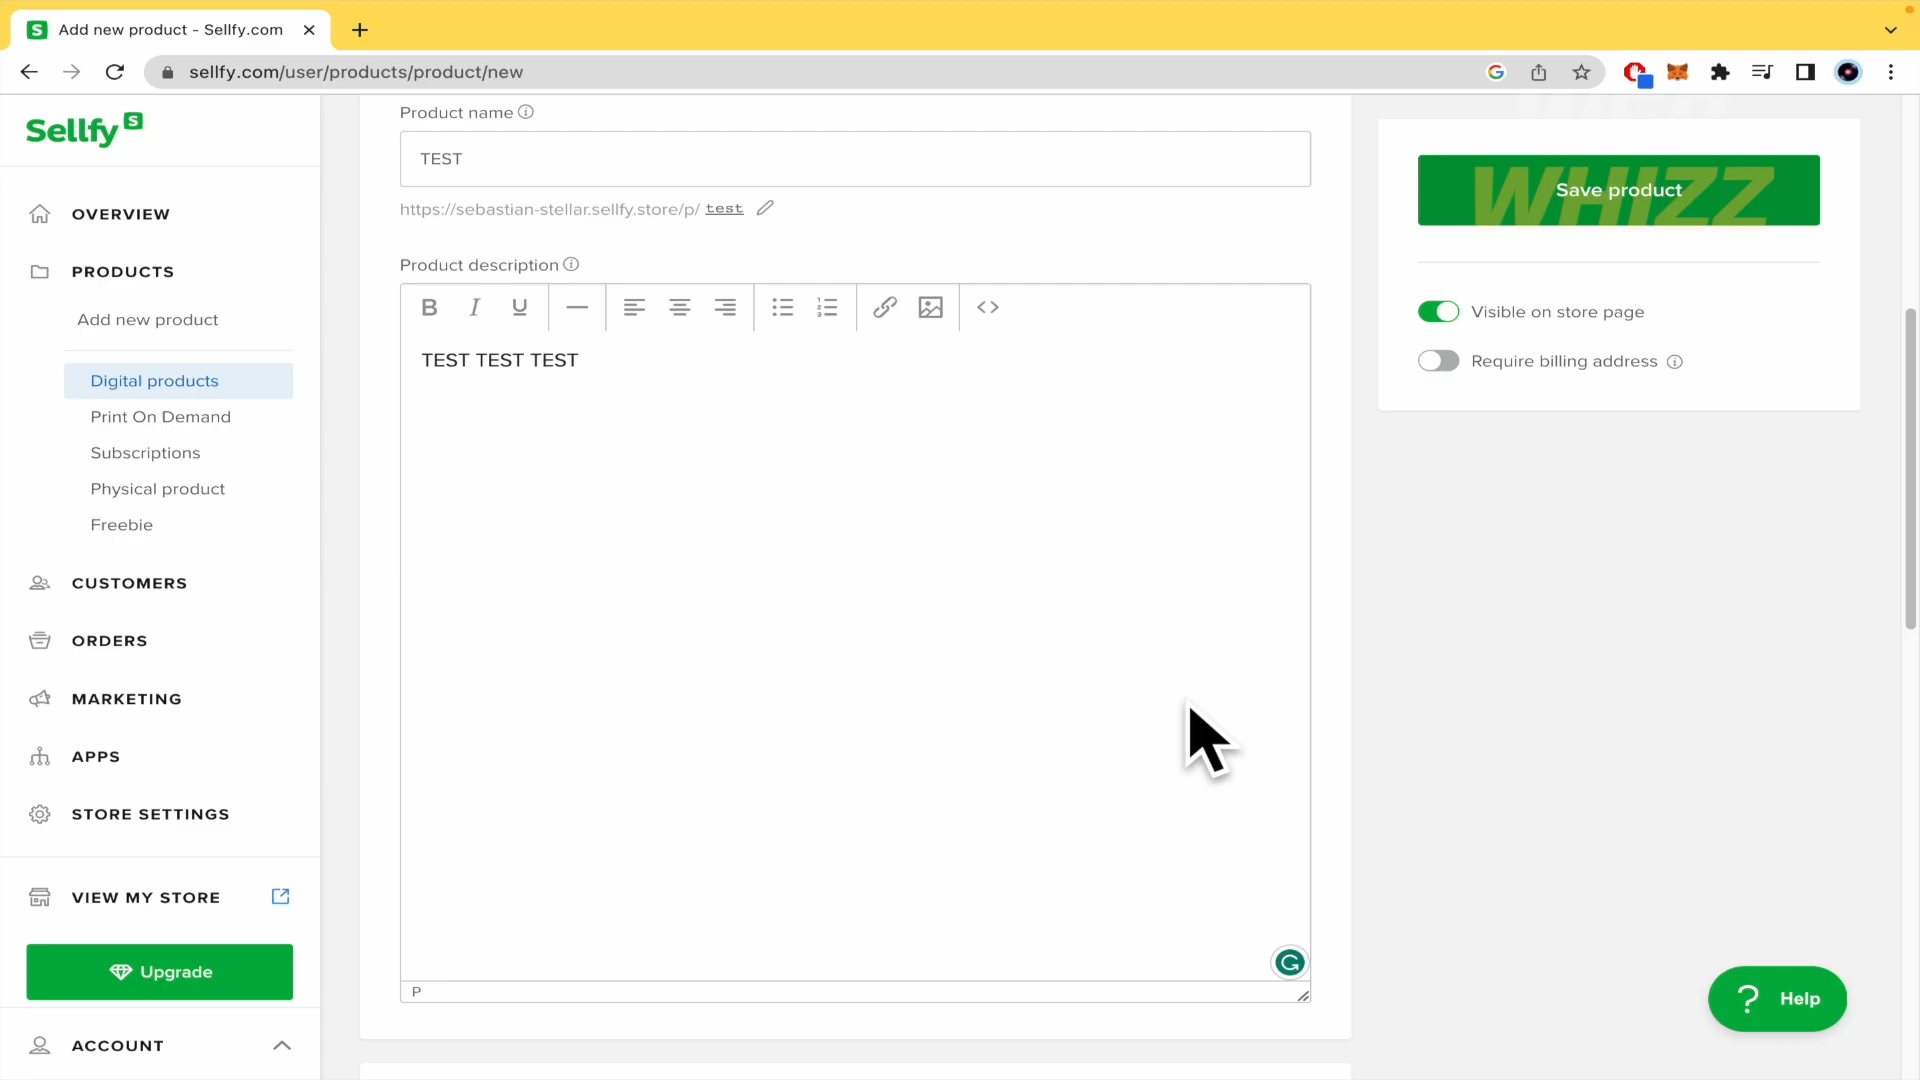 Add new product - Sellfy.com
sellfy.com/user/products/product/new
Sellfy S
OVERVIEW
PRODUCTS
Add new product
Digital products
Print On Demand
Subscriptions
Physical product
Freebie
CUSTOMERS
ORDERS
MARKETING
APPS
STORE SETTINGS
VIEW MY STORE
Upgrade
ACCOUNT
Product name
TEST
https://sebastian-stellar.sellfy.store/p/ test
Product description
B I U
TEST TEST TEST
P
Save product
WHIZZ
Visible on store page
Require billing address
? Help